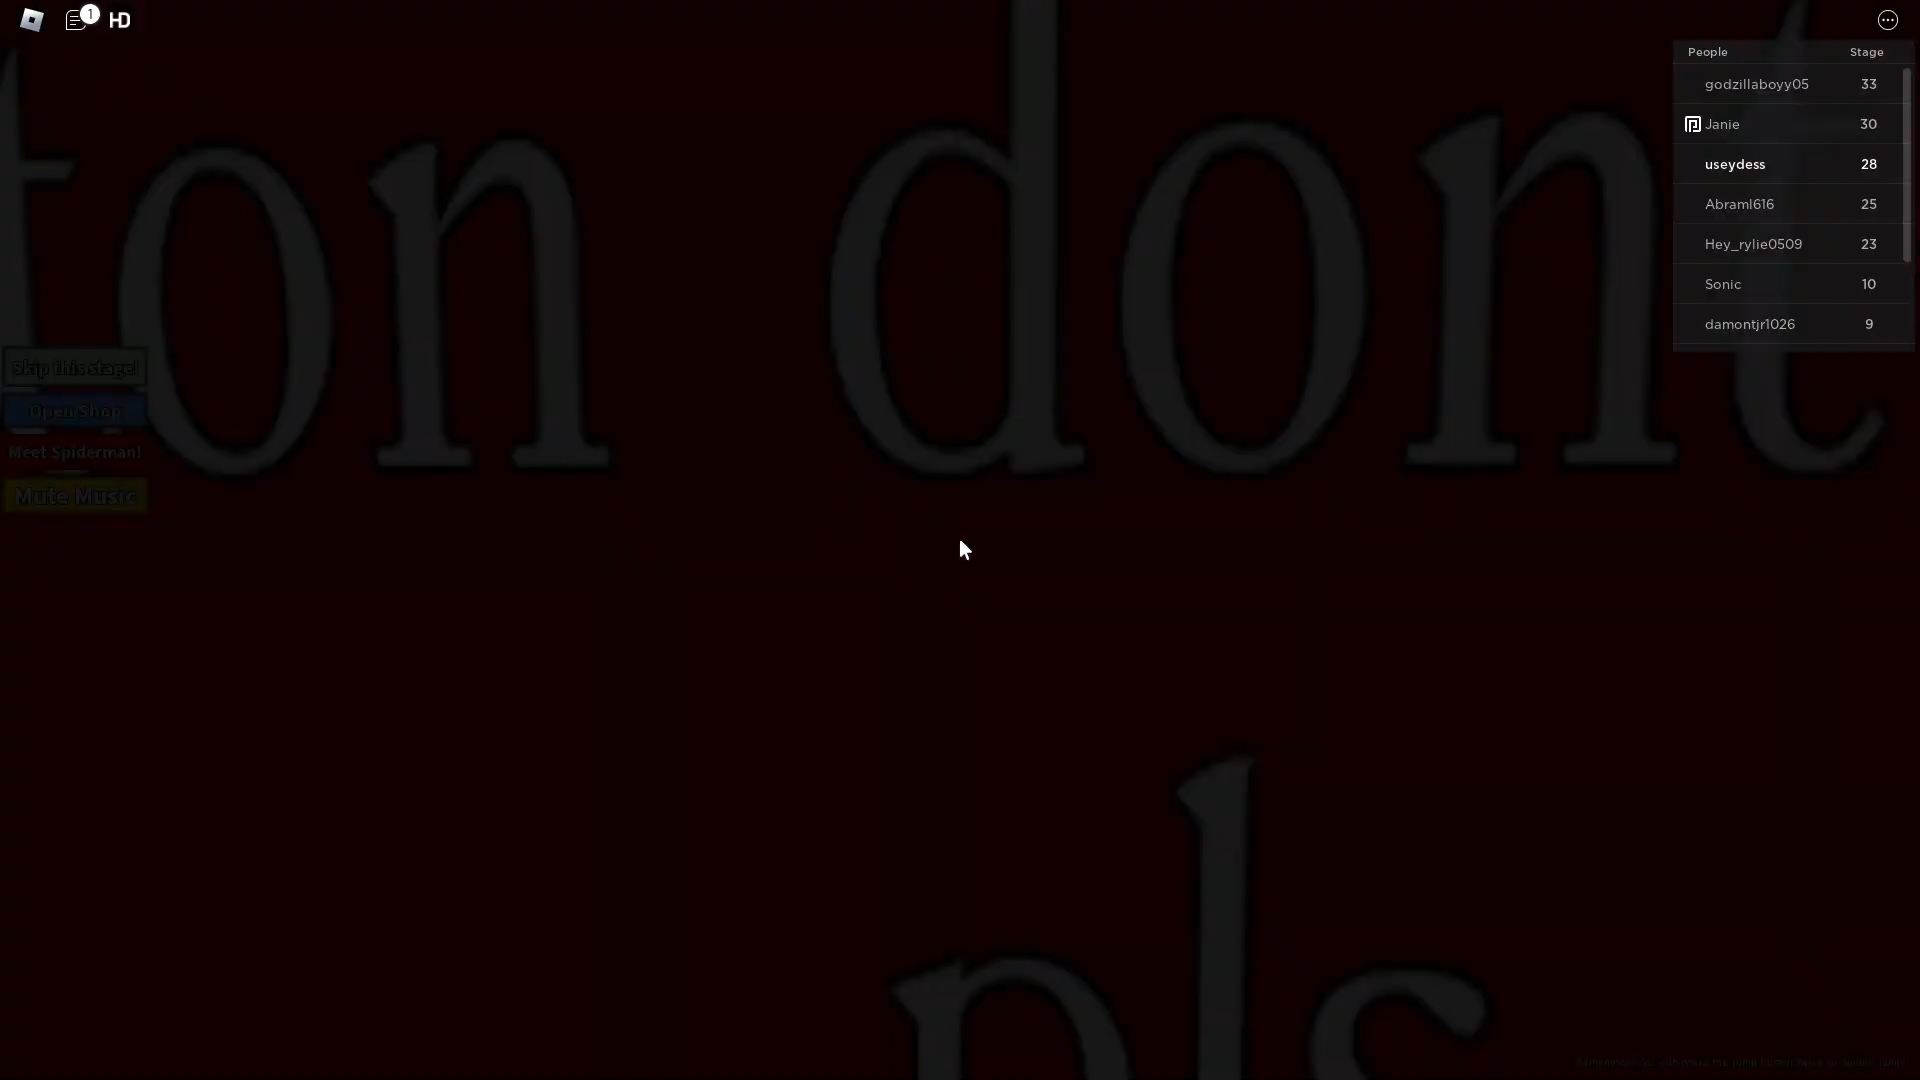 1 HD
People Stage
godzillaboyy05 33
Janie 30
useydess 28
Abraml616 25
Hey_rylie0509 23
Sonic 10
damontjr1026 9
ton dont
Skip this stage!
Open Shop
Meet Spiderman!
Mute Music
pls